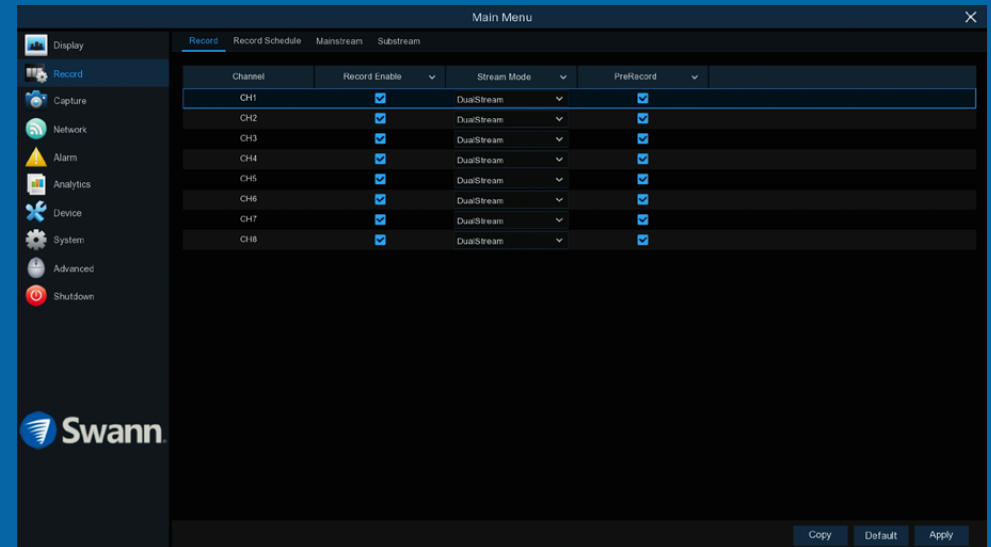 Main Menu
Display
Record
Capture
Network
Alarm
Analytics
Device
System
Advanced
Shutdown
Swann
Record Record Schedule Mainstream Substream
Channel Record Enable Stream Mode PreRecord
CH1 DualStream
CH2 DualStream
CH3 DualStream
CH4 DualStream
CH5 DualStream
CH6 DualStream
CH7 DualStream
CH8 DualStream
Copy Default Apply